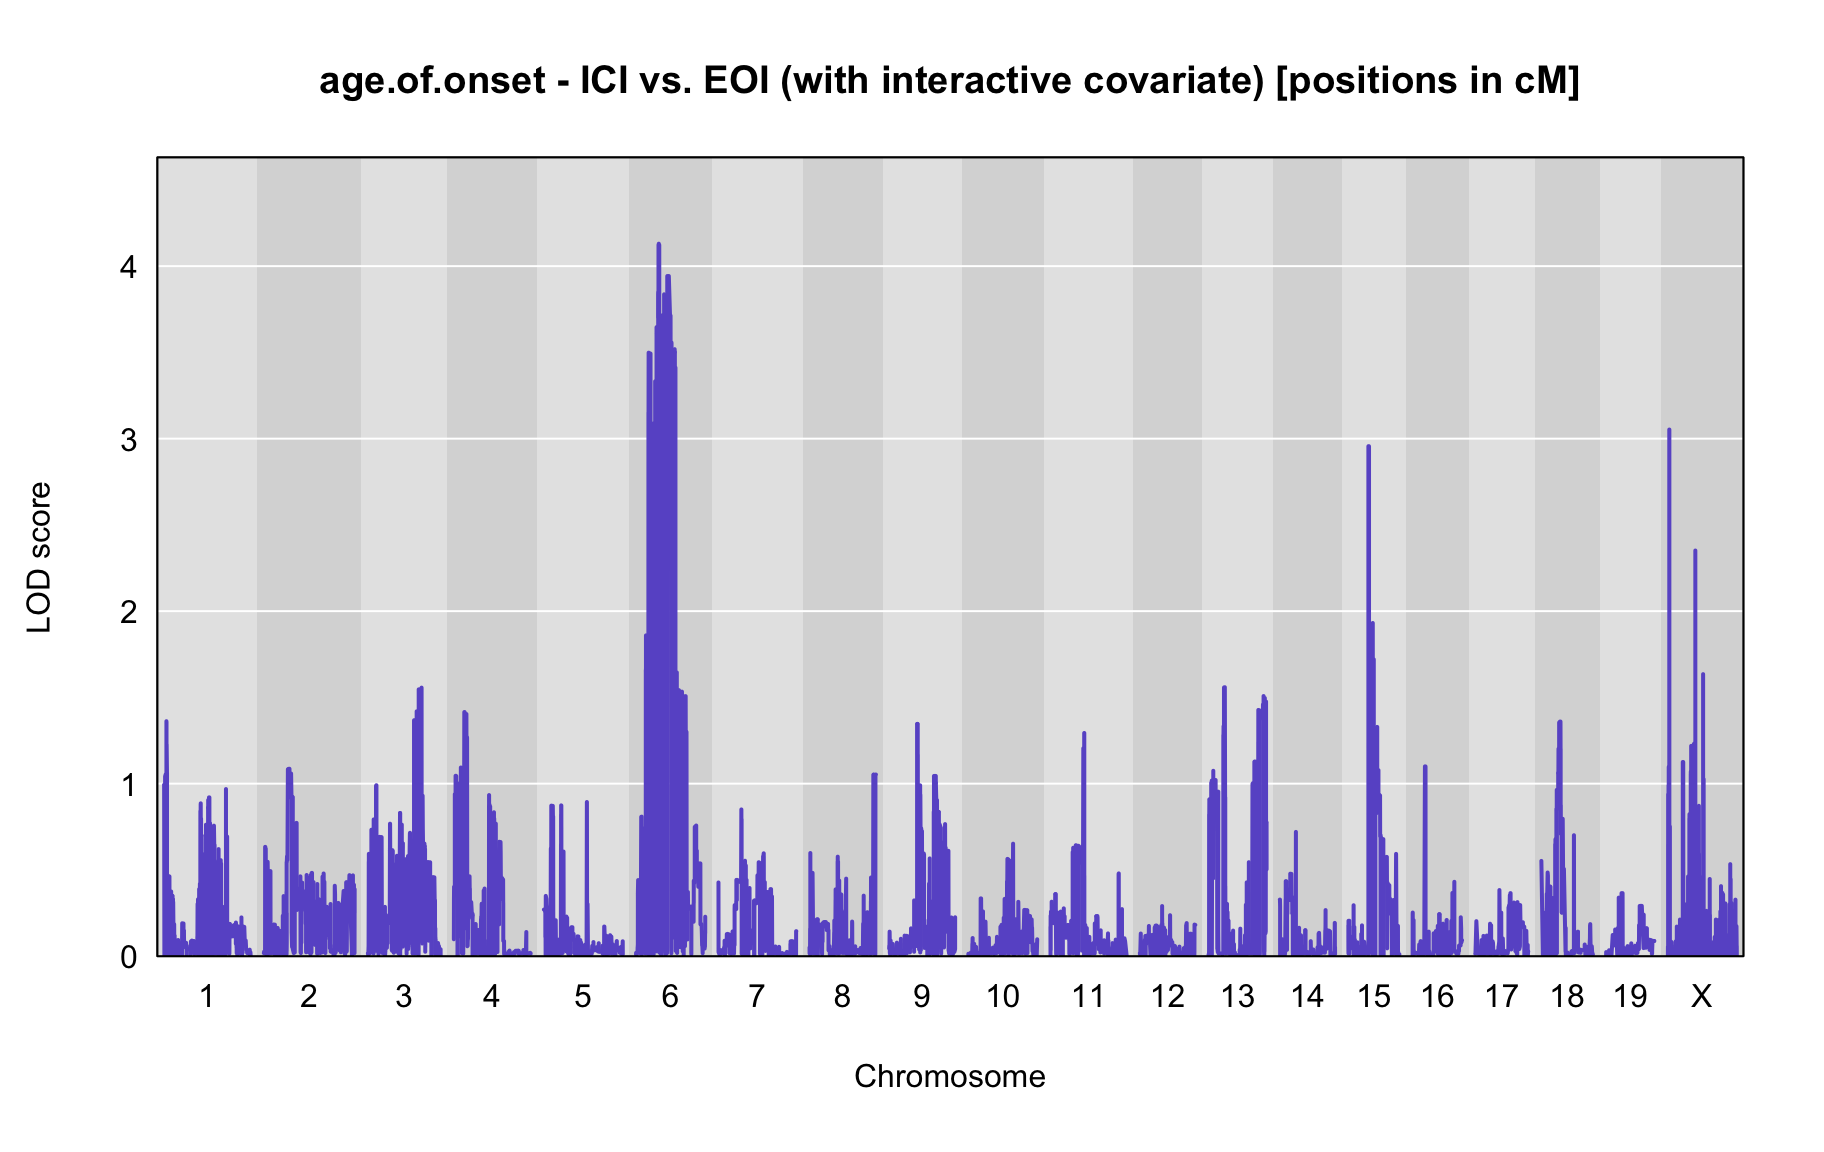 age.of.onset - ICI vs. EOI (with interactive covariate) [positions in cM]
LOD score
4
3
2
1
0
1 2 3 4 5 6 7 8 9 10 11 12 13 14 15 16 17 18 19 X
Chromosome